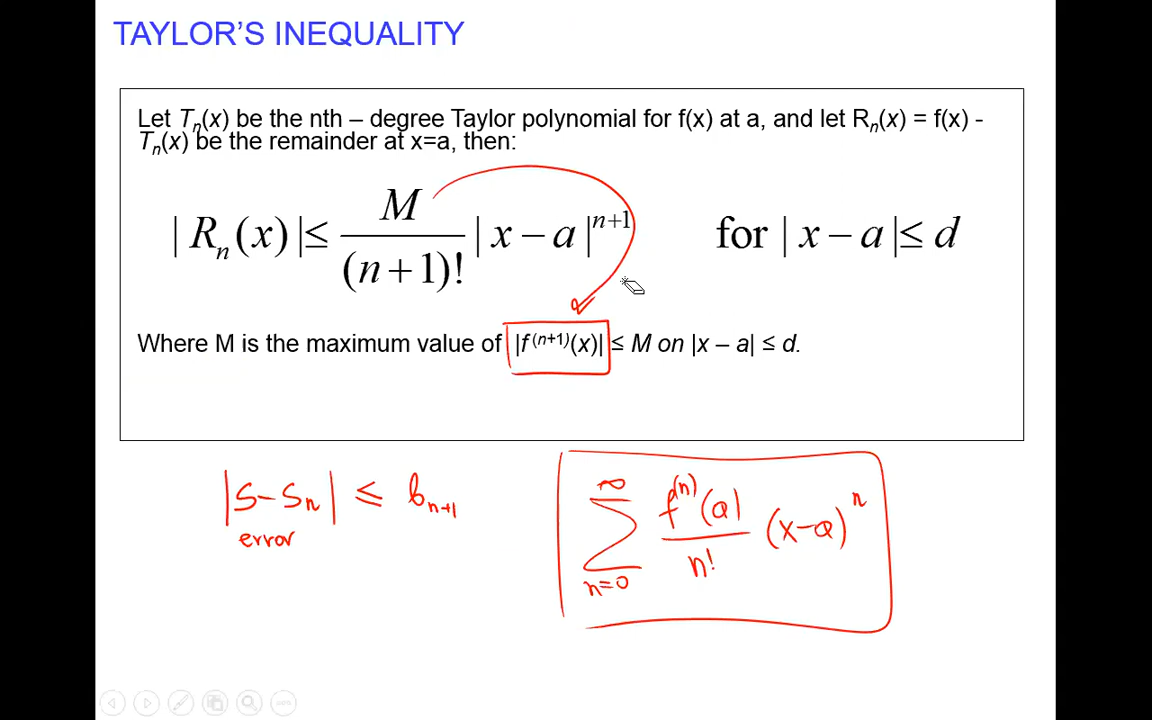 TAYLOR'S INEQUALITY
Let Tn(x) be the nth – degree Taylor polynomial for f(x) at a, and let Rn(x) = f(x) -
Tn(x) be the remainder at x=a, then:
| Rn(x) |≤ M/(n+1)! | x − a |^(n+1) for | x − a |≤ d
Where M is the maximum value of |f^(n+1)(x)| ≤ M on |x – a| ≤ d.
|S-Sn| ≤ b_(n+1)
error
∑_(n=0)^∞ f^(n)(a)/n! (x-a)^n